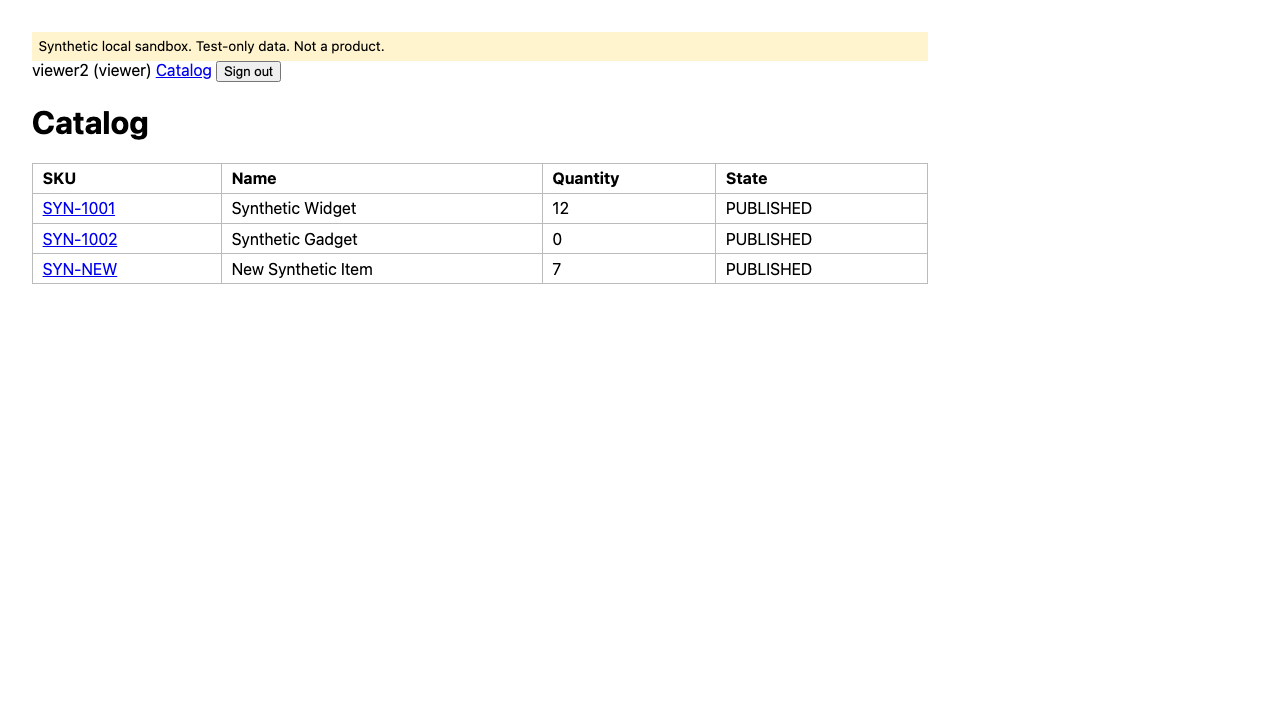 Synthetic local sandbox. Test-only data. Not a product.
viewer2 (viewer) Catalog Sign out
Catalog
SKU Name Quantity State
SYN-1001 Synthetic Widget 12 PUBLISHED
SYN-1002 Synthetic Gadget 0 PUBLISHED
SYN-NEW New Synthetic Item 7 PUBLISHED